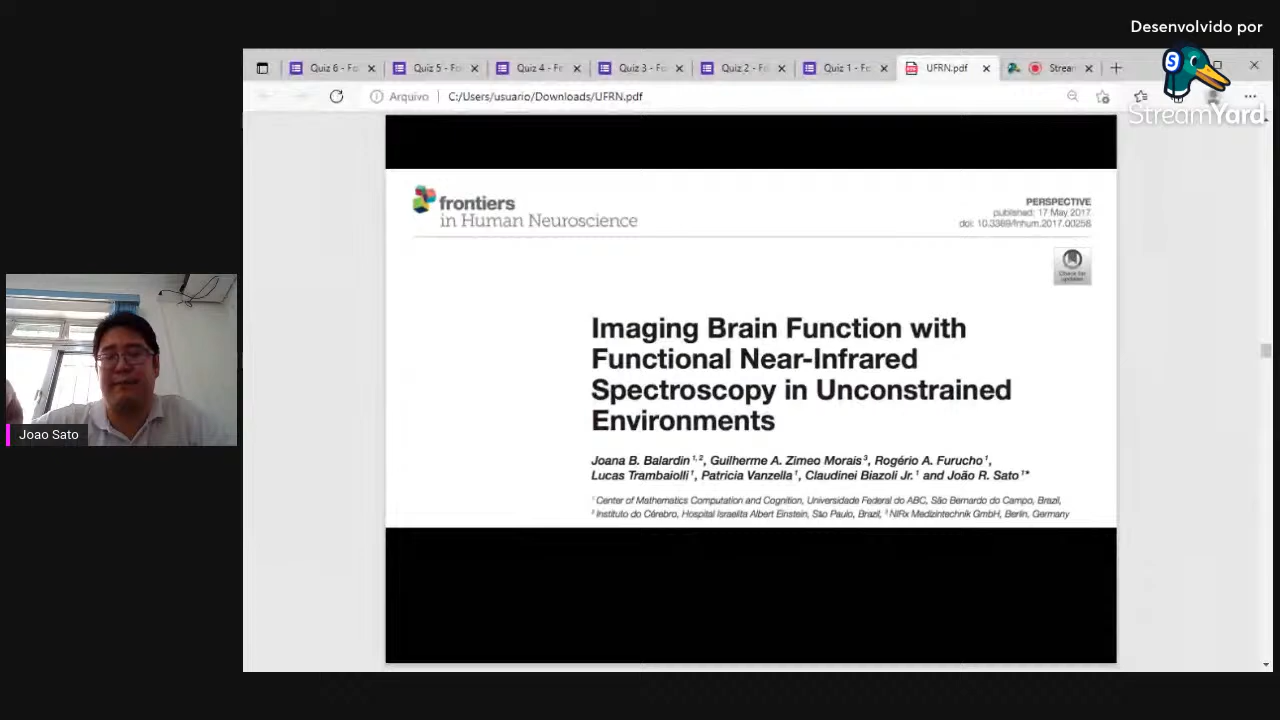 Desenvolvido por
StreamYard
Quiz 6 - Fo
Quiz 5 - Fo
Quiz 4 - Fo
Quiz 3 - Fo
Quiz 2 - Fo
Quiz 1 - Fo
UFRN.pdf
Stream
Arquivo
C:/Users/usuario/Downloads/UFRN.pdf
frontiers
in Human Neuroscience
PERSPECTIVE
published: 17 May 2017
doi: 10.3389/fnhum.2017.00258
Check for
updates
Imaging Brain Function with
Functional Near-Infrared
Spectroscopy in Unconstrained
Environments
Joana B. Balardin 1,2, Guilherme A. Zimeo Morais 3, Rogério A. Furucho 1,
Lucas Trambaiolli 1, Patricia Vanzella 1, Claudinei Biazoli Jr. 1 and João R. Sato 1*
1 Center of Mathematics Computation and Cognition, Universidade Federal do ABC, São Bernardo do Campo, Brazil,
2 Instituto do Cérebro, Hospital Israelita Albert Einstein, São Paulo, Brazil, 3 NIRx Medizintechnik GmbH, Berlin, Germany
Joao Sato